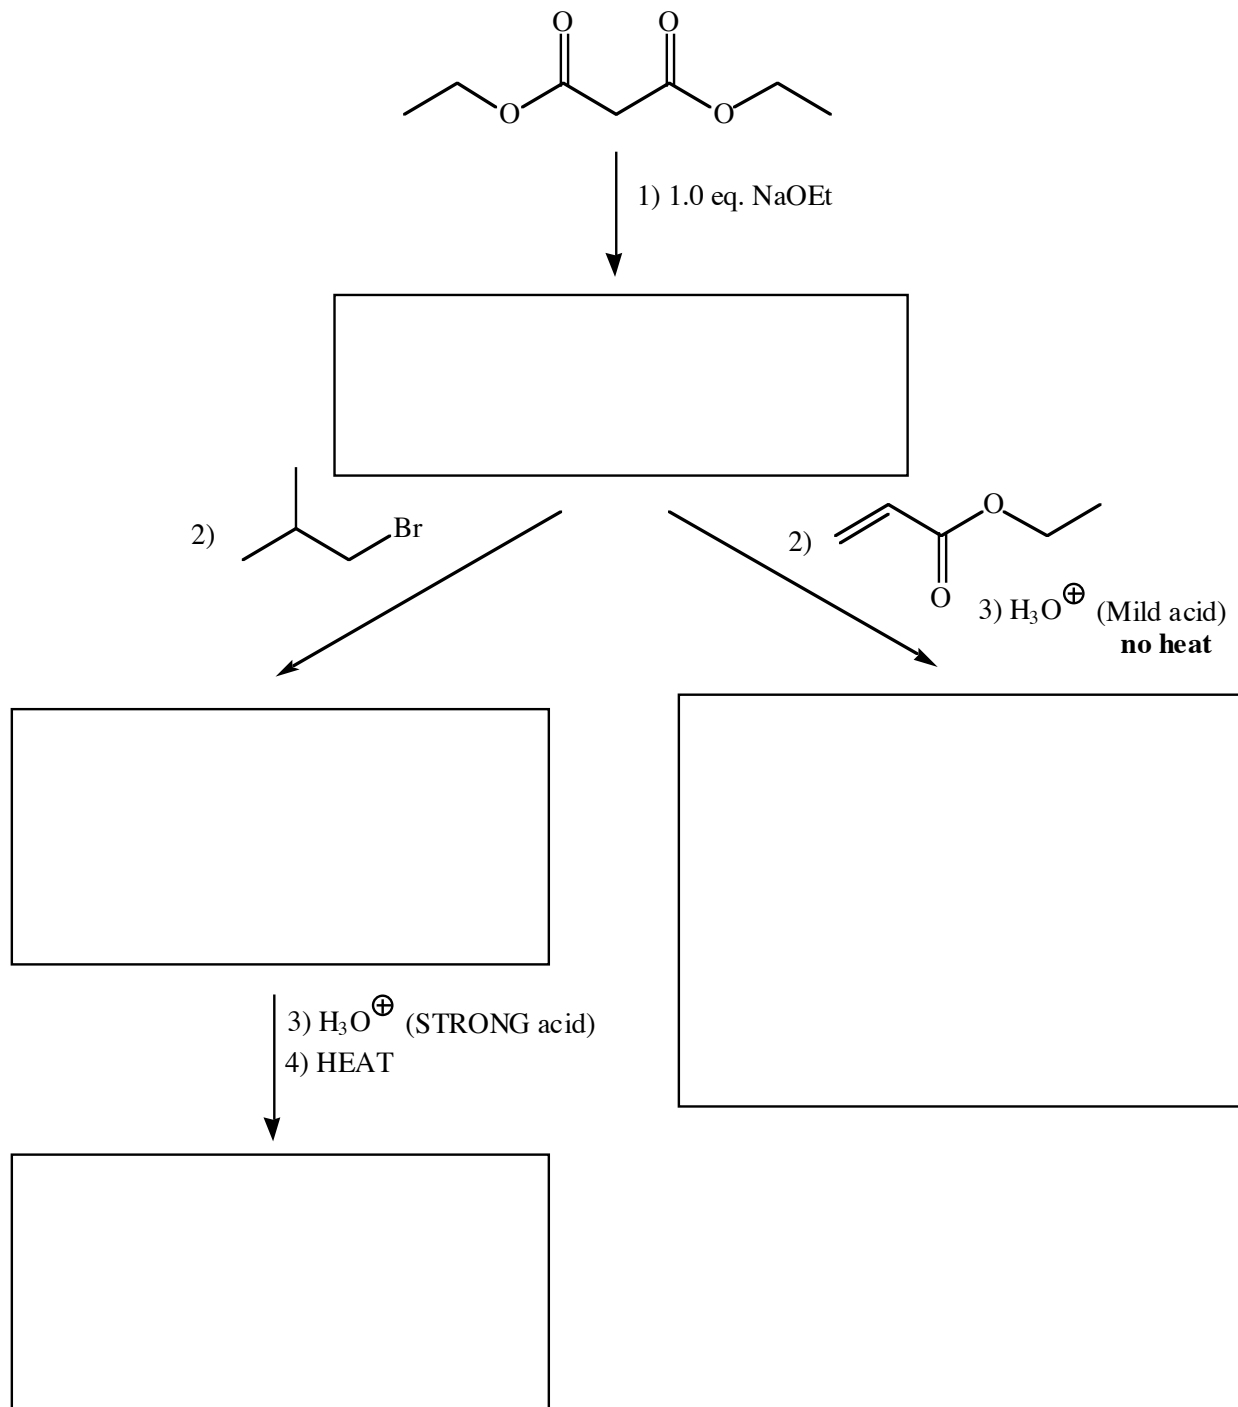 O O
O O
1) 1.0 eq. NaOEt
2) Br
2) O
O
3) H₃O⊕ (Mild acid)
no heat
3) H₃O⊕ (STRONG acid)
4) HEAT